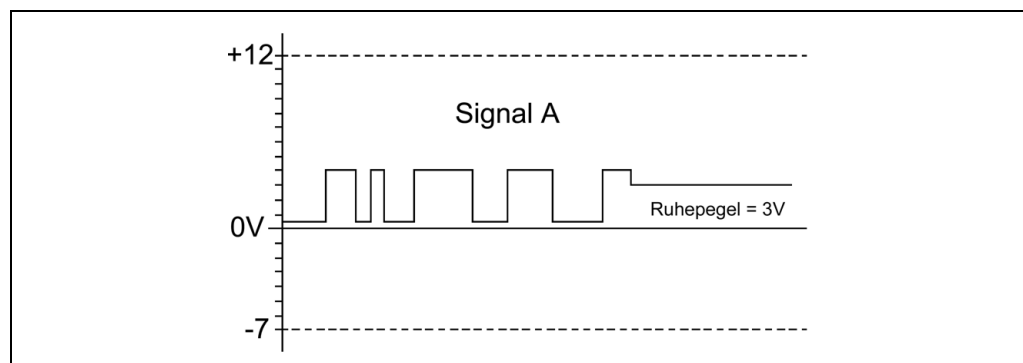 +12
Signal A
Ruhepegel = 3V
0V
-7